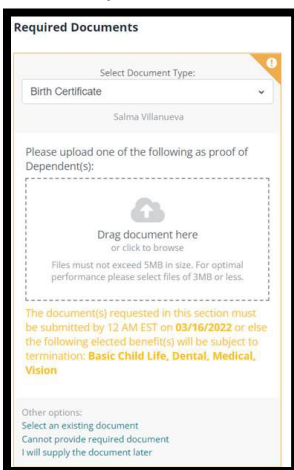 Required Documents
Select Document Type:
Birth Certificate
Salma Villanueva
Please upload one of the following as proof of
Dependent(s):
Drag document here
or click to browse
Files must not exceed 5MB in size. For optimal
performance please select files of 3MB or less.
The document(s) requested in this section must
be submitted by 12 AM EST on 03/16/2022 or else
the following elected benefit(s) will be subject to
termination: Basic Child Life, Dental, Medical,
Vision
Other options:
Select an existing document
Cannot provide required document
I will supply the document later